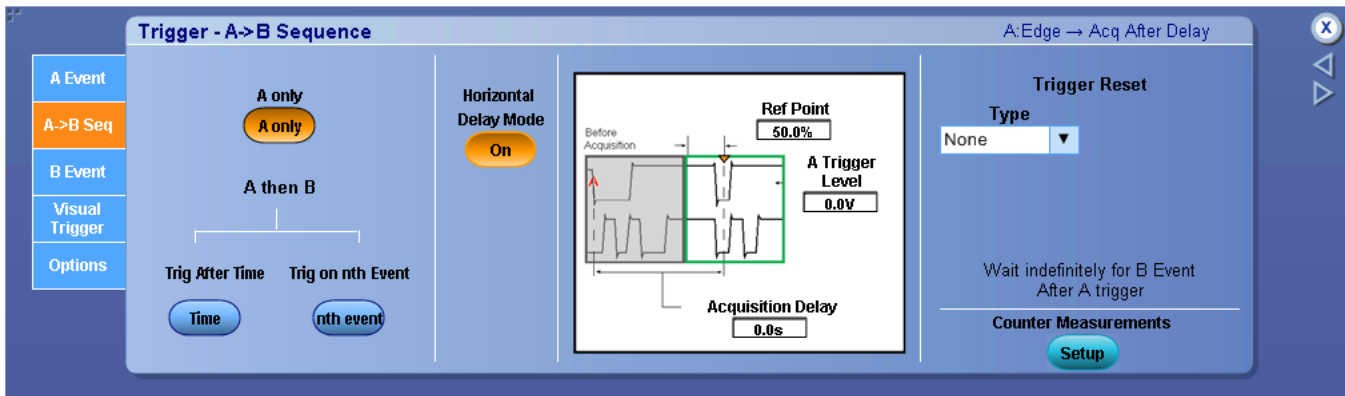 Trigger - A->B Sequence
A:Edge → Acq After Delay
X
A Event
A->B Seq
B Event
Visual
Trigger
Options
A only
A only
A then B
Trig After Time
Trig on nth Event
Time
nth event
Horizontal
Delay Mode
On
Before
Acquisition
A
Ref Point
50.0%
A Trigger
Level
0.0V
Acquisition Delay
0.0s
Trigger Reset
Type
None
Wait indefinitely for B Event
After A trigger
Counter Measurements
Setup